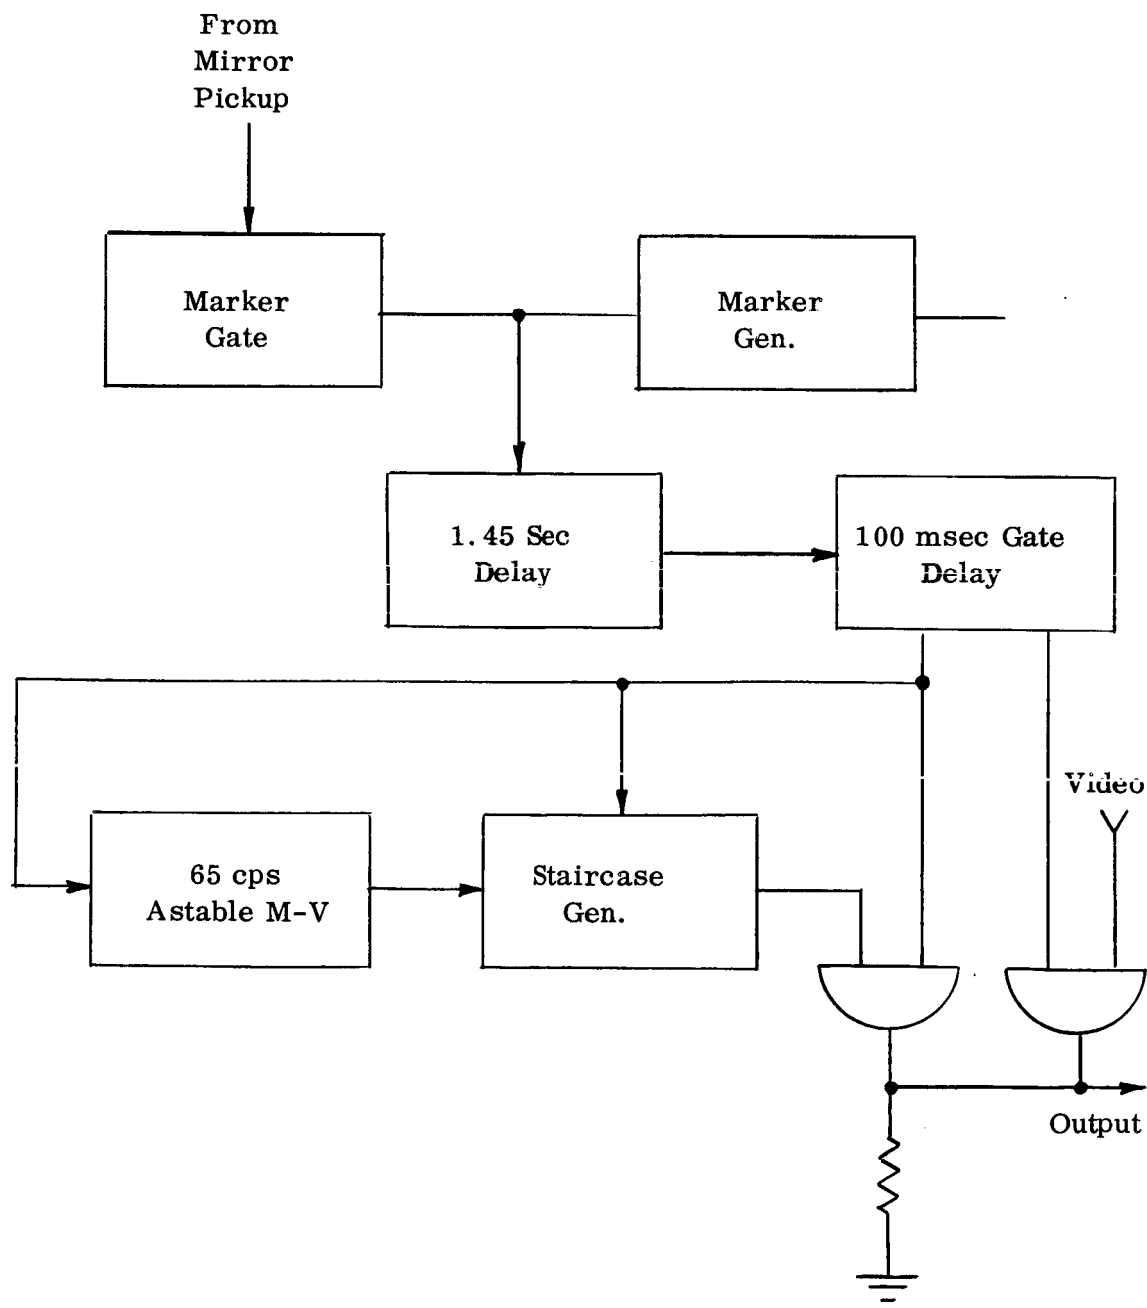 From
Mirror
Pickup
Marker
Gate
Marker
Gen.
1.45 Sec
Delay
100 msec Gate
Delay
Video
65 cps
Astable M-V
Staircase
Gen.
Output